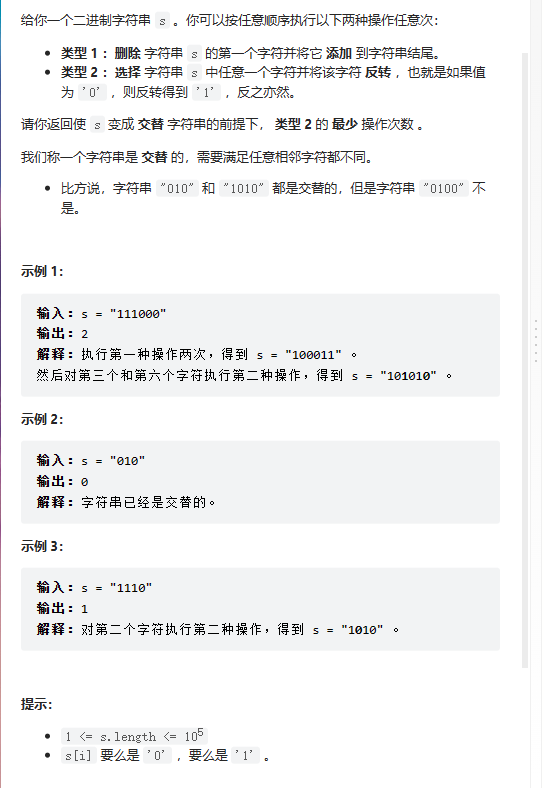 给你一个二进制字符串 s 。你可以按任意顺序执行以下两种操作任意次：
• 类型 1 ：删除 字符串 s 的第一个字符并将它 添加 到字符串结尾。
• 类型 2 ：选择 字符串 s 中任意一个字符并将该字符 反转 ，也就是如果值
为 '0' ，则反转得到 '1' ，反之亦然。
请你返回使 s 变成 交替 字符串的前提下， 类型 2 的 最少 操作次数 。
我们称一个字符串是 交替 的，需要满足任意相邻字符都不同。
• 比方说，字符串 "010" 和 "1010" 都是交替的，但是字符串 "0100" 不
是。
示例 1：
输入：s = "111000"
输出：2
解释：执行第一种操作两次，得到 s = "100011" 。
然后对第三个和第六个字符执行第二种操作，得到 s = "101010" 。
示例 2：
输入：s = "010"
输出：0
解释：字符串已经是交替的。
示例 3：
输入：s = "1110"
输出：1
解释：对第二个字符执行第二种操作，得到 s = "1010" 。
提示：
• 1 <= s.length <= 10⁵
• s[i] 要么是 '0' ，要么是 '1' 。